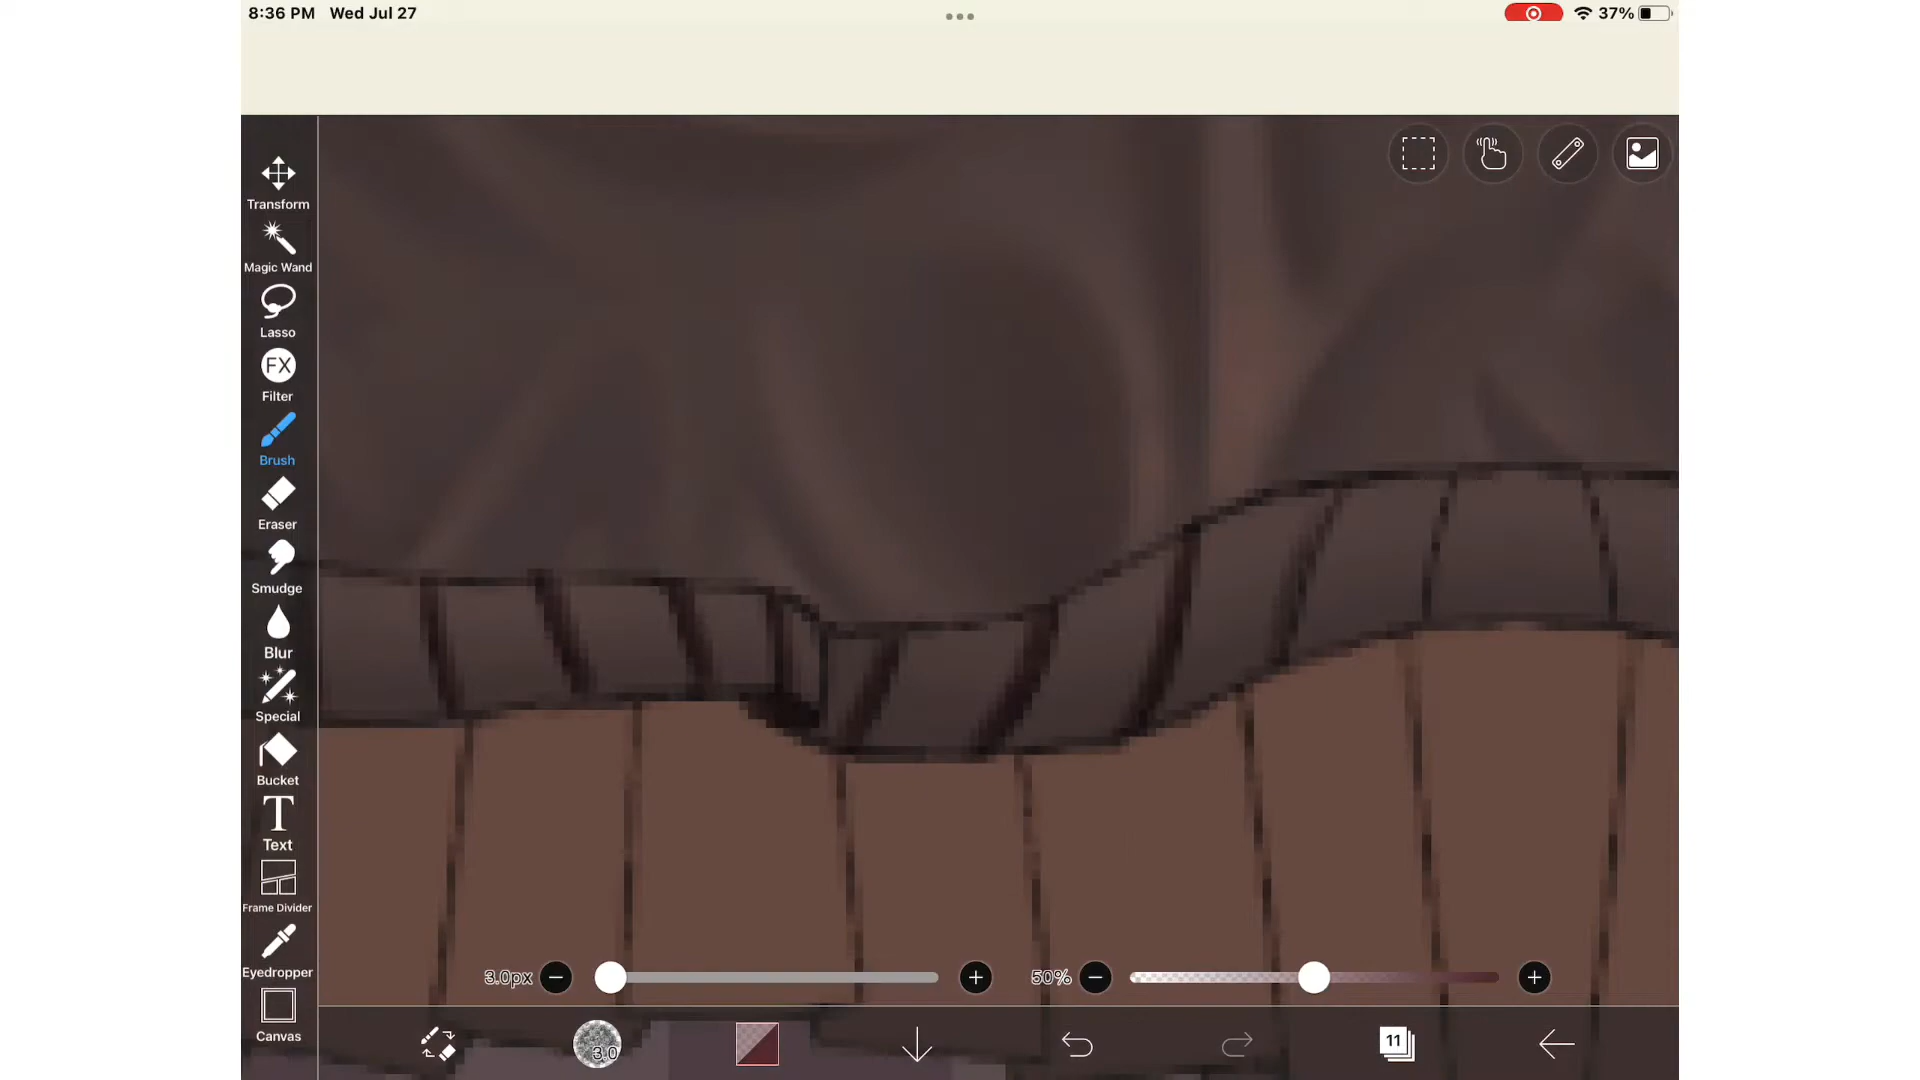 8:36 PM Wed Jul 27
37%
Transform
Magic Wand
Lasso
FX
Filter
Brush
Eraser
Smudge
Blur
Special
Bucket
T
Text
Frame Divider
Eyedropper
Canvas
3.0px
50%
3.0
11